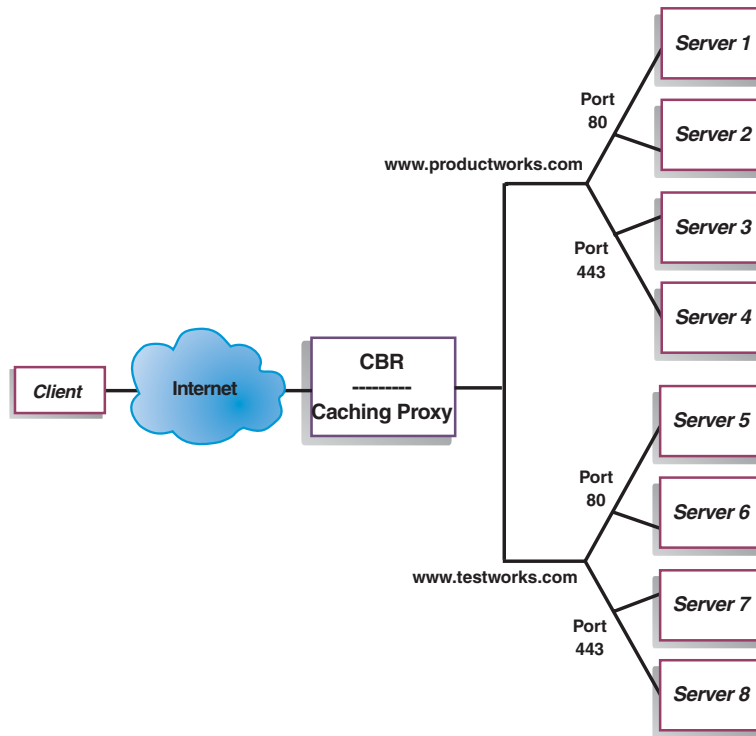 Server 1
Port
80
Server 2
www.productworks.com
Server 3
Port
443
Server 4
Client
Internet
CBR
---------
Caching Proxy
Server 5
Port
80
Server 6
www.testworks.com
Server 7
Port
443
Server 8